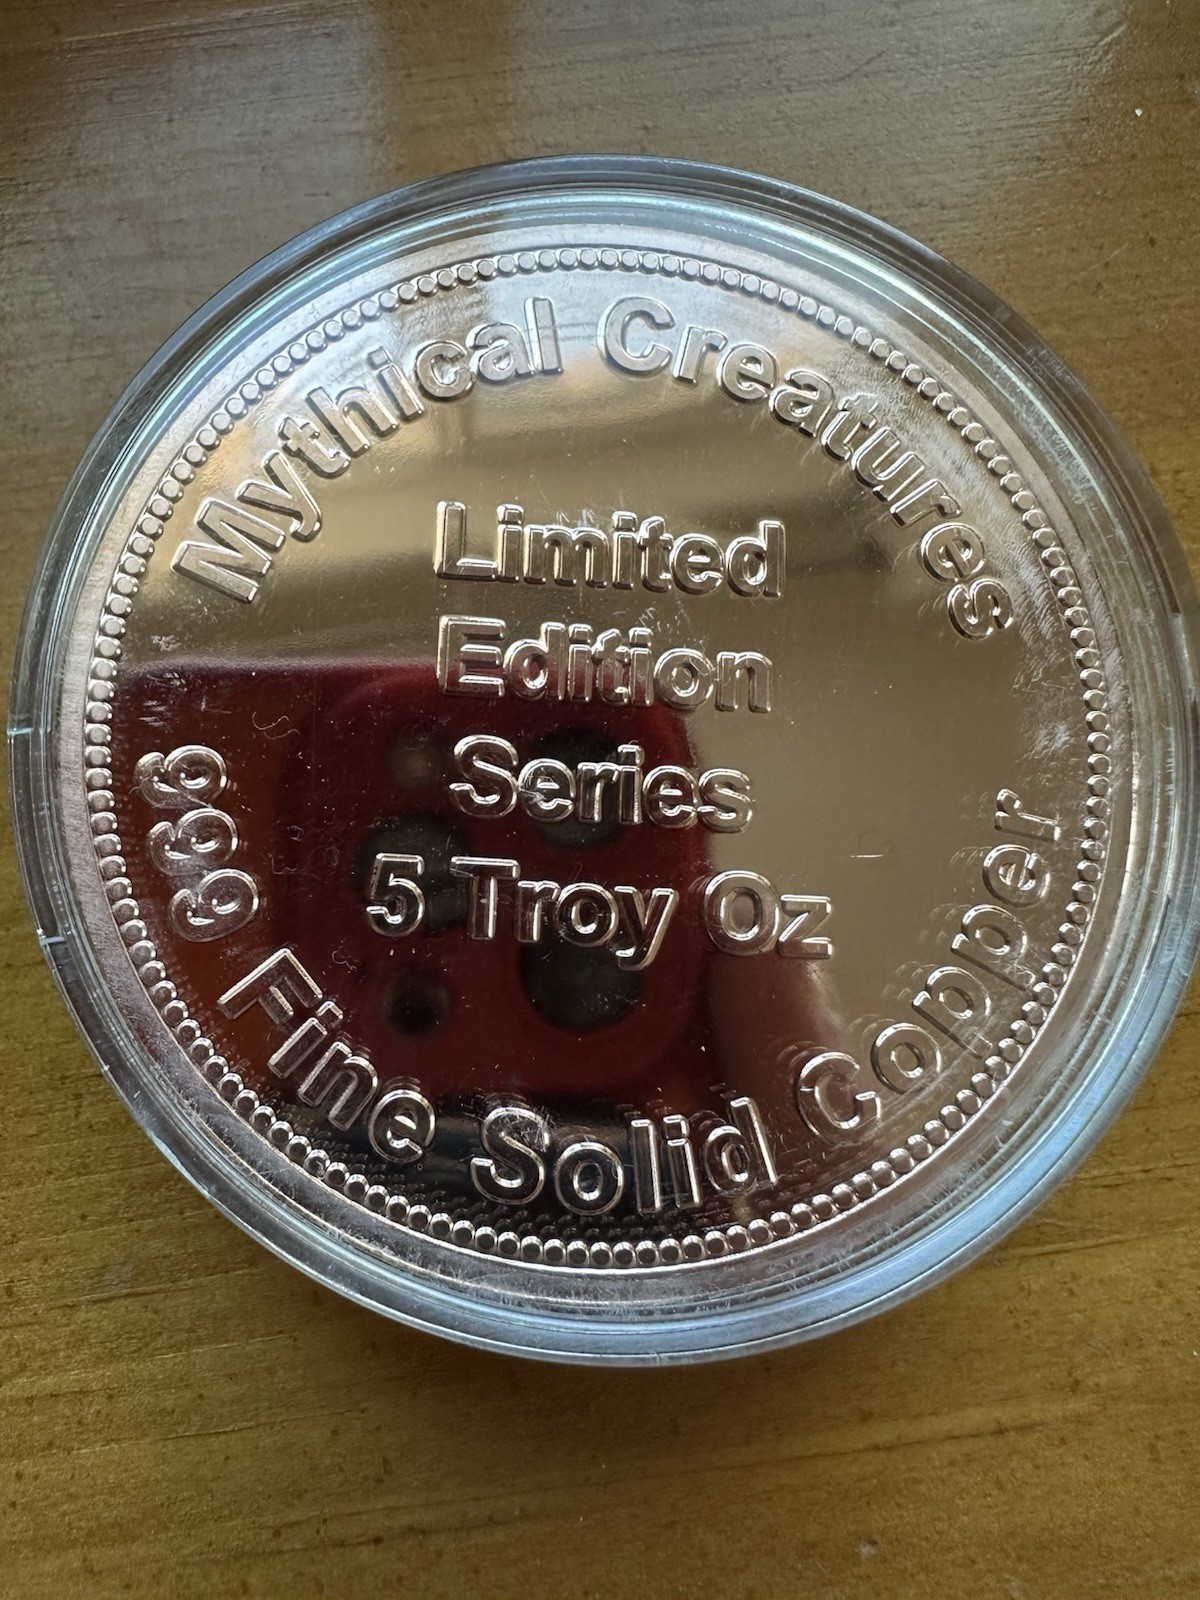 Mythical Creatures
Limited
Edition
Series
5 Troy Oz
999 Fine Solid Copper